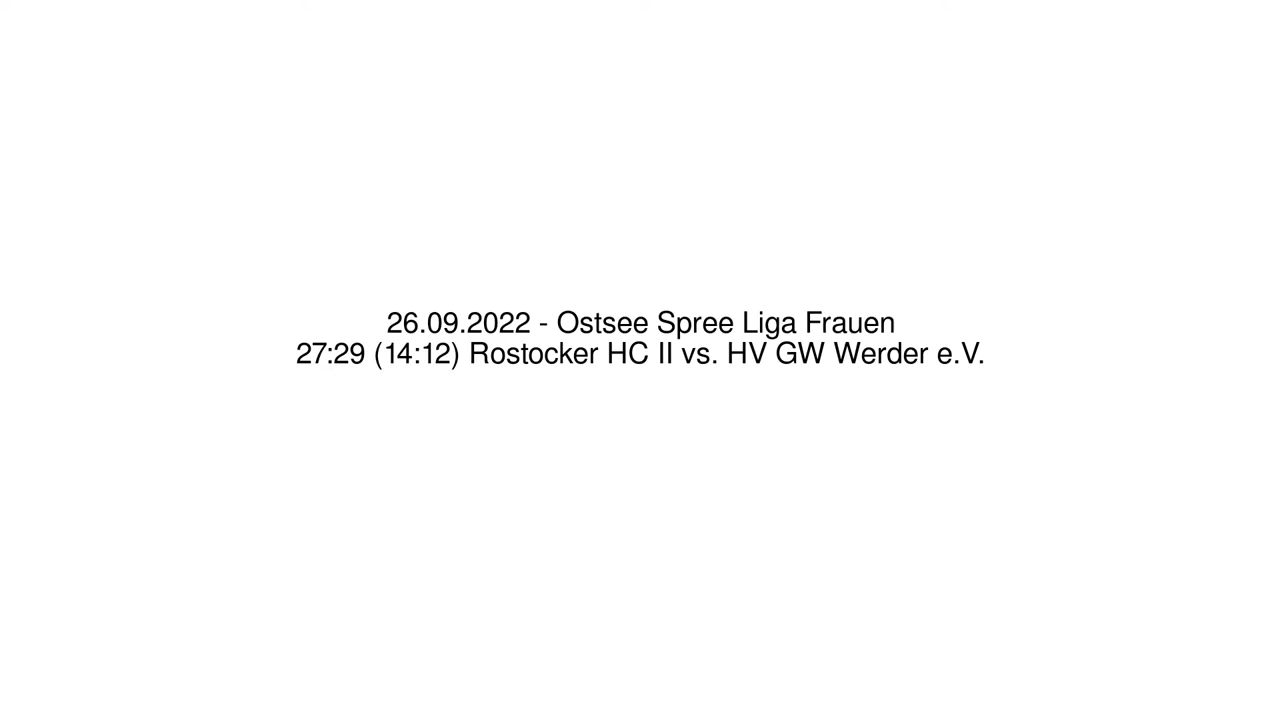 26.09.2022 - Ostsee Spree Liga Frauen
27:29 (14:12) Rostocker HC II vs. HV GW Werder e.V.